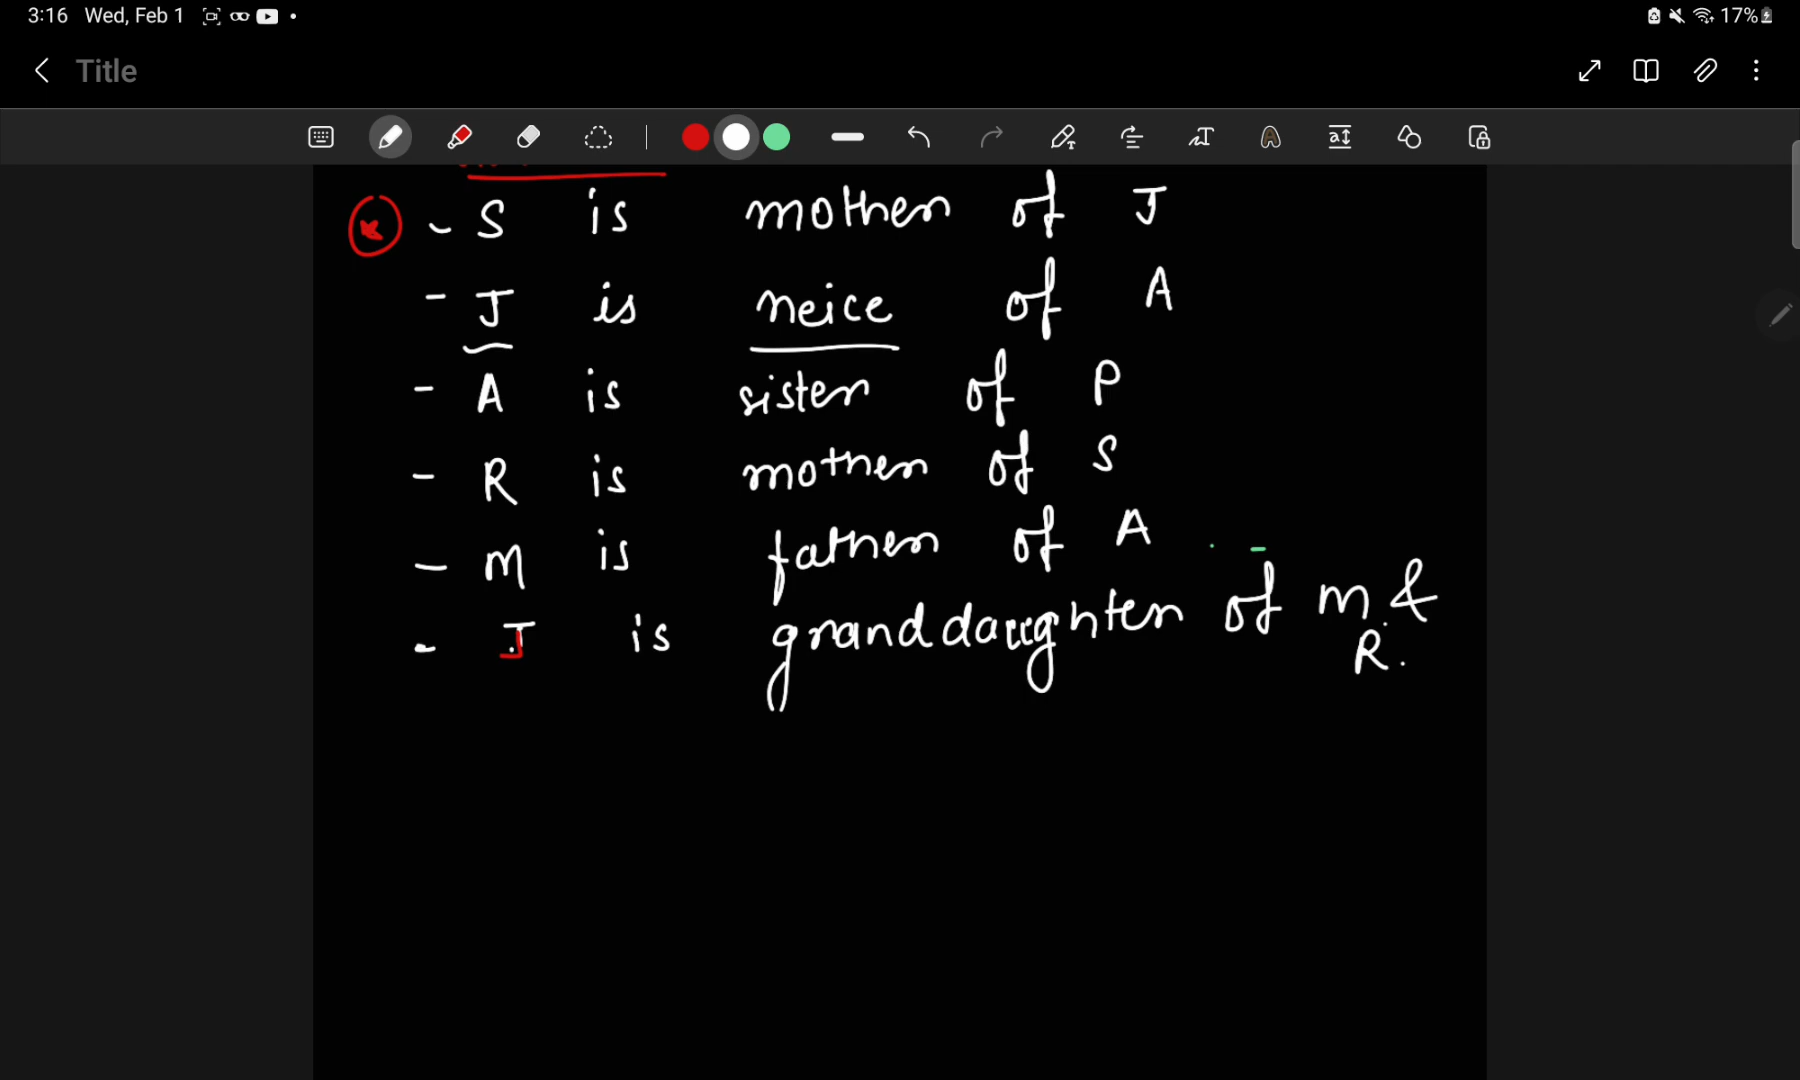 3:16 Wed, Feb 1 17%
Title
- S is mother of J
- J is neice of A
- A is sister of P
- R is mother of S
- M is father of A
- J is granddaughter of M &
R.